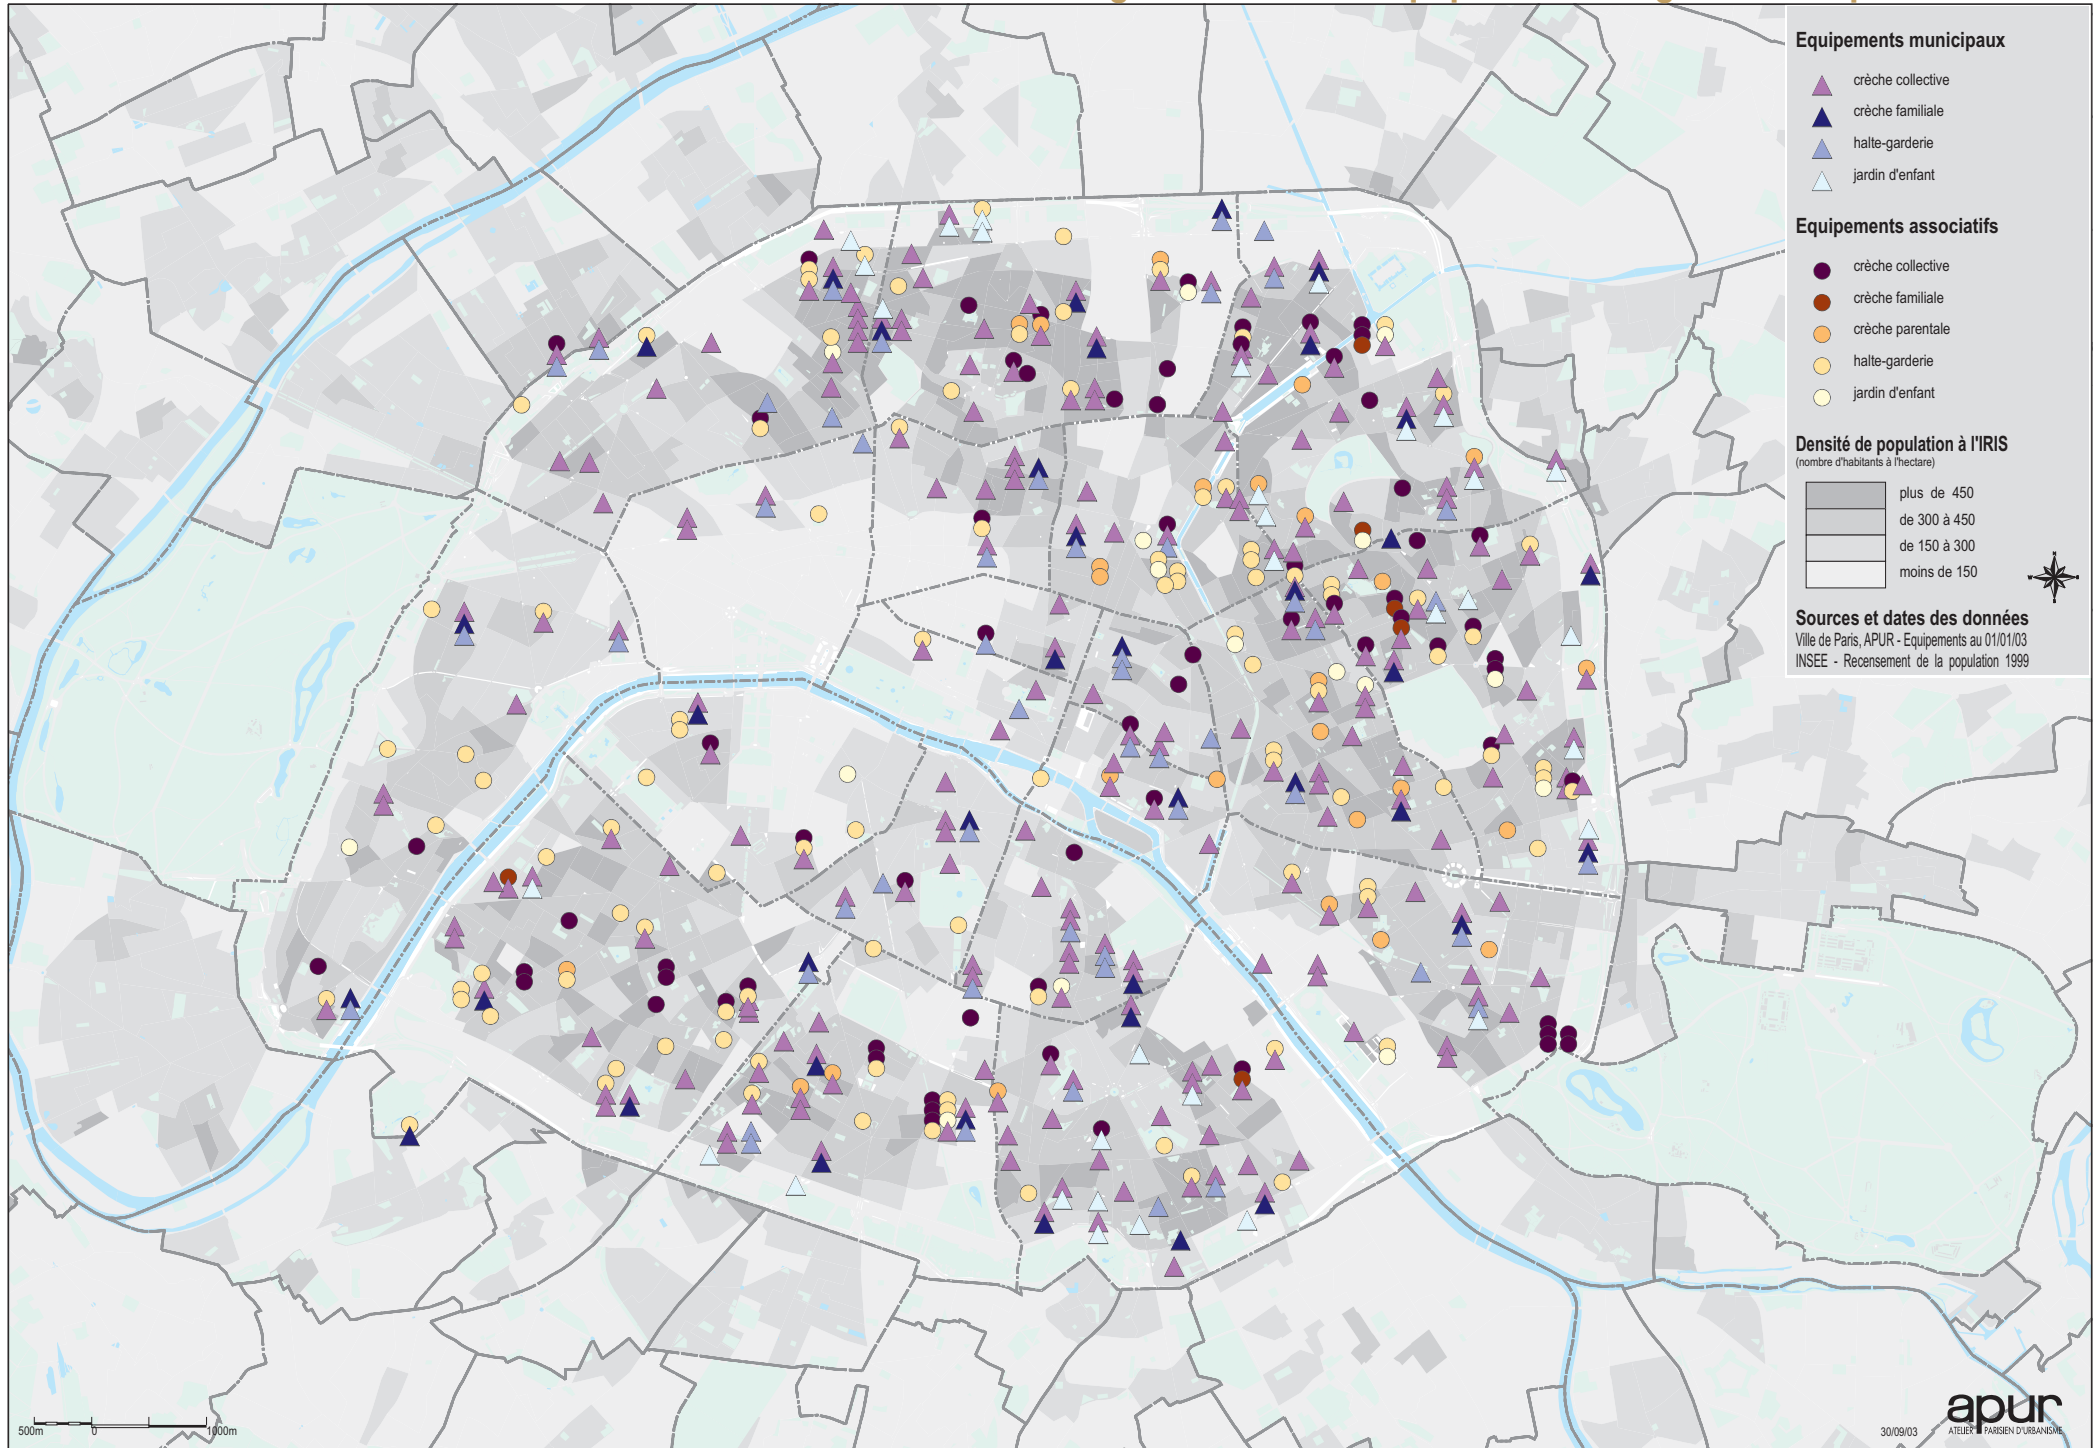 Equipements municipaux
crèche collective
crèche familiale
halte-garderie
jardin d'enfant
Equipements associatifs
crèche collective
crèche familiale
crèche parentale
halte-garderie
jardin d'enfant
Densité de population à l'IRIS
(nombre d'habitants à l'hectare)
plus de 450
de 300 à 450
de 150 à 300
moins de 150
Sources et dates des données
Ville de Paris, APUR - Equipements au 01/01/03
INSEE - Recensement de la population 1999
500m 0 1000m
30/09/03
apur
ATELIER PARISIEN D'URBANISME